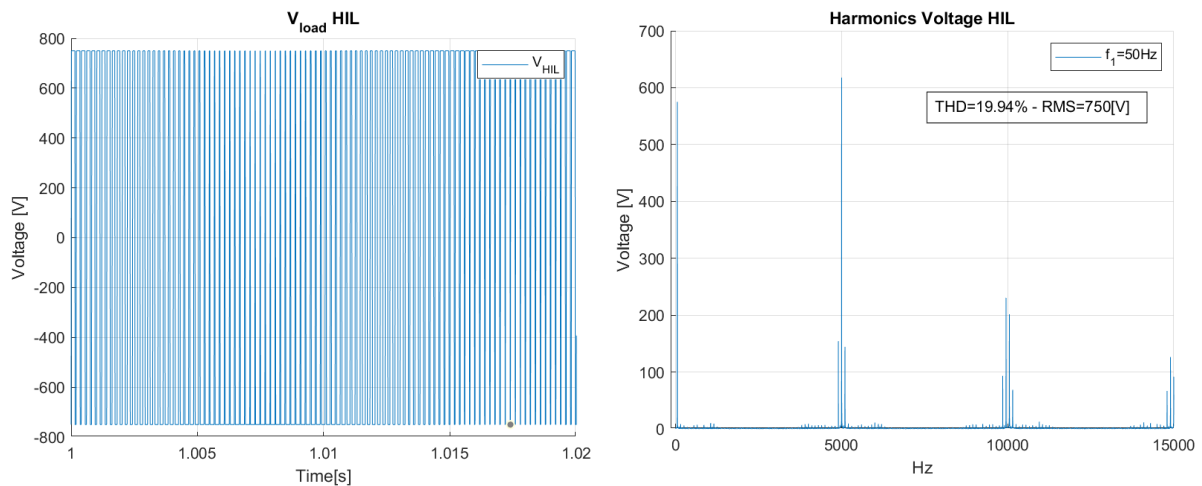 V_load HIL
800
600
400
200
0
-200
-400
-600
-800
Voltage [V]
V_HIL
1
1.005
1.01
1.015
1.02
Time[s]
Harmonics Voltage HIL
700
600
500
400
300
200
100
0
Voltage [V]
f_1=50Hz
THD=19.94% - RMS=750[V]
0
5000
10000
15000
Hz